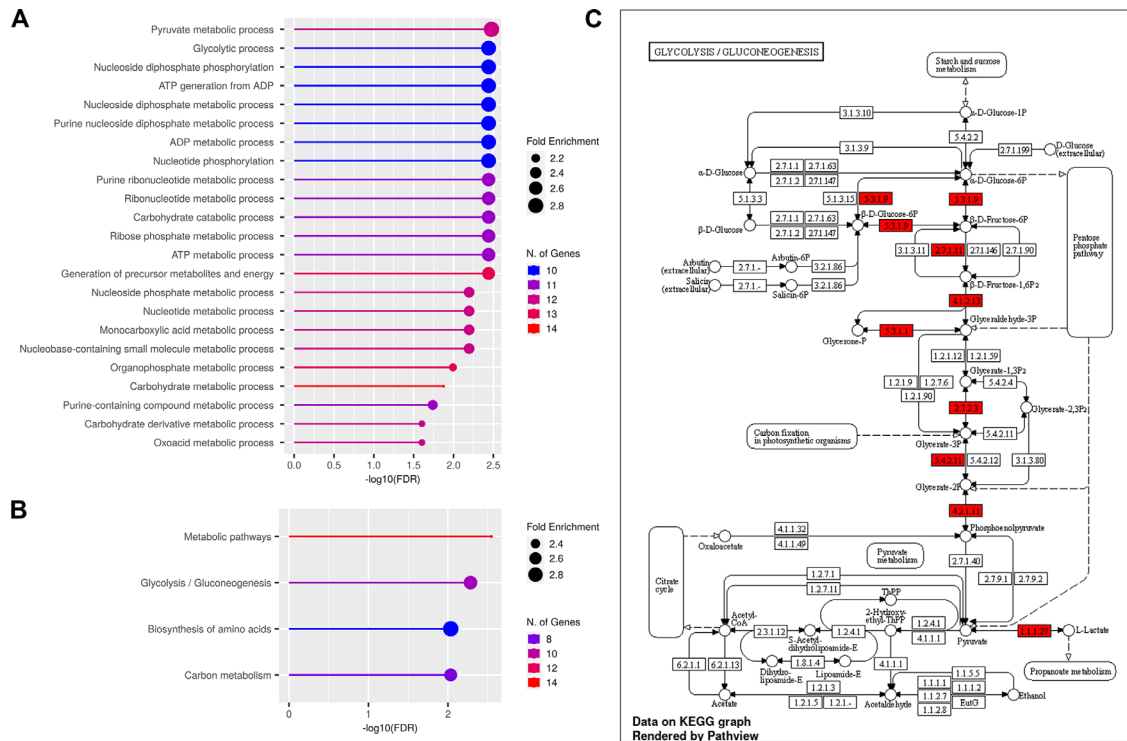 A
Pyruvate metabolic process
Glycolytic process
Nucleoside diphosphate phosphorylation
ATP generation from ADP
Nucleoside diphosphate metabolic process
Purine nucleoside diphosphate metabolic process
ADP metabolic process
Nucleotide phosphorylation
Purine ribonucleotide metabolic process
Ribonucleotide metabolic process
Carbohydrate catabolic process
Ribose phosphate metabolic process
ATP metabolic process
Generation of precursor metabolites and energy
Nucleoside phosphate metabolic process
Nucleotide metabolic process
Monocarboxylic acid metabolic process
Nucleobase-containing small molecule metabolic process
Organophosphate metabolic process
Carbohydrate metabolic process
Purine-containing compound metabolic process
Carbohydrate derivative metabolic process
Oxoacid metabolic process
0.0 0.5 1.0 1.5 2.0 2.5
-log10(FDR)
Fold Enrichment
2.2
2.4
2.6
2.8
N. of Genes
10
11
12
13
14
B
Metabolic pathways
Glycolysis / Gluconeogenesis
Biosynthesis of amino acids
Carbon metabolism
0 1 2
-log10(FDR)
Fold Enrichment
2.4
2.6
2.8
N. of Genes
8
10
12
14
C
GLYCOLYSIS / GLUCONEOGENESIS
Starch and sucrose
metabolism
3.1.3.10
α-D-Glucose-1P
5.4.2.2
3.1.3.9
2.7.1.199
D-Glucose
(extracellular)
α-D-Glucose
2.7.1.1 2.7.1.63
2.7.1.2 2.7.1.147
α-D-Glucose-6P
5.1.3.3
5.1.3.15 5.3.1.9
5.3.1.9
β-D-Glucose-6P
β-D-Fructose-6P
β-D-Glucose
2.7.1.1 2.7.1.63
2.7.1.2 2.7.1.147
5.3.1.9
Pentose
phosphate
pathway
3.1.3.11 2.7.1.11 2.7.1.146 2.7.1.90
Arbutin
(extracellular)
2.7.1.-
Arbutin-6P
3.2.1.86
Salicin
(extracellular)
2.7.1.-
Salicin-6P
3.2.1.86
β-D-Fructose-1,6P2
4.1.2.13
Glyceraldehyde-3P
5.3.1.1
Glycerone-P
1.2.1.12 1.2.1.59
Glycerate-1,3P2
1.2.1.9 1.2.7.6
1.2.1.90
5.4.2.4
2.7.2.3
Glycerate-2,3P2
Carbon fixation
in photosynthetic organisms
Glycerate-3P
5.4.2.11
5.4.2.11 5.4.2.12
3.1.3.80
Glycerate-2P
4.2.1.11
Phosphoenolpyruvate
Oxaloacetate
4.1.1.32
4.1.1.49
Pyruvate
metabolism
2.7.1.40
2.7.9.1 2.7.9.2
Citrate
cycle
1.2.7.1
1.2.7.11
ThPP
Acetyl-
CoA
2-Hydroxy-
ethyl-ThPP
2.3.1.12
S-Acetyl-
dihydrolipoamide-E
1.2.4.1
1.2.4.1
4.1.1.1
Pyruvate
1.1.1.27
L-Lactate
6.2.1.1 6.2.1.13
Dihydro-
lipoamide-E
1.8.1.4
Lipoamide-E
4.1.1.1
Propanoate metabolism
Acetate
1.2.1.3
1.2.1.5 1.2.1.-
Acetaldehyde
1.1.5.5
1.1.1.1 1.1.1.2
1.1.2.7 EutG
1.1.2.8
Ethanol
Data on KEGG graph
Rendered by Pathview